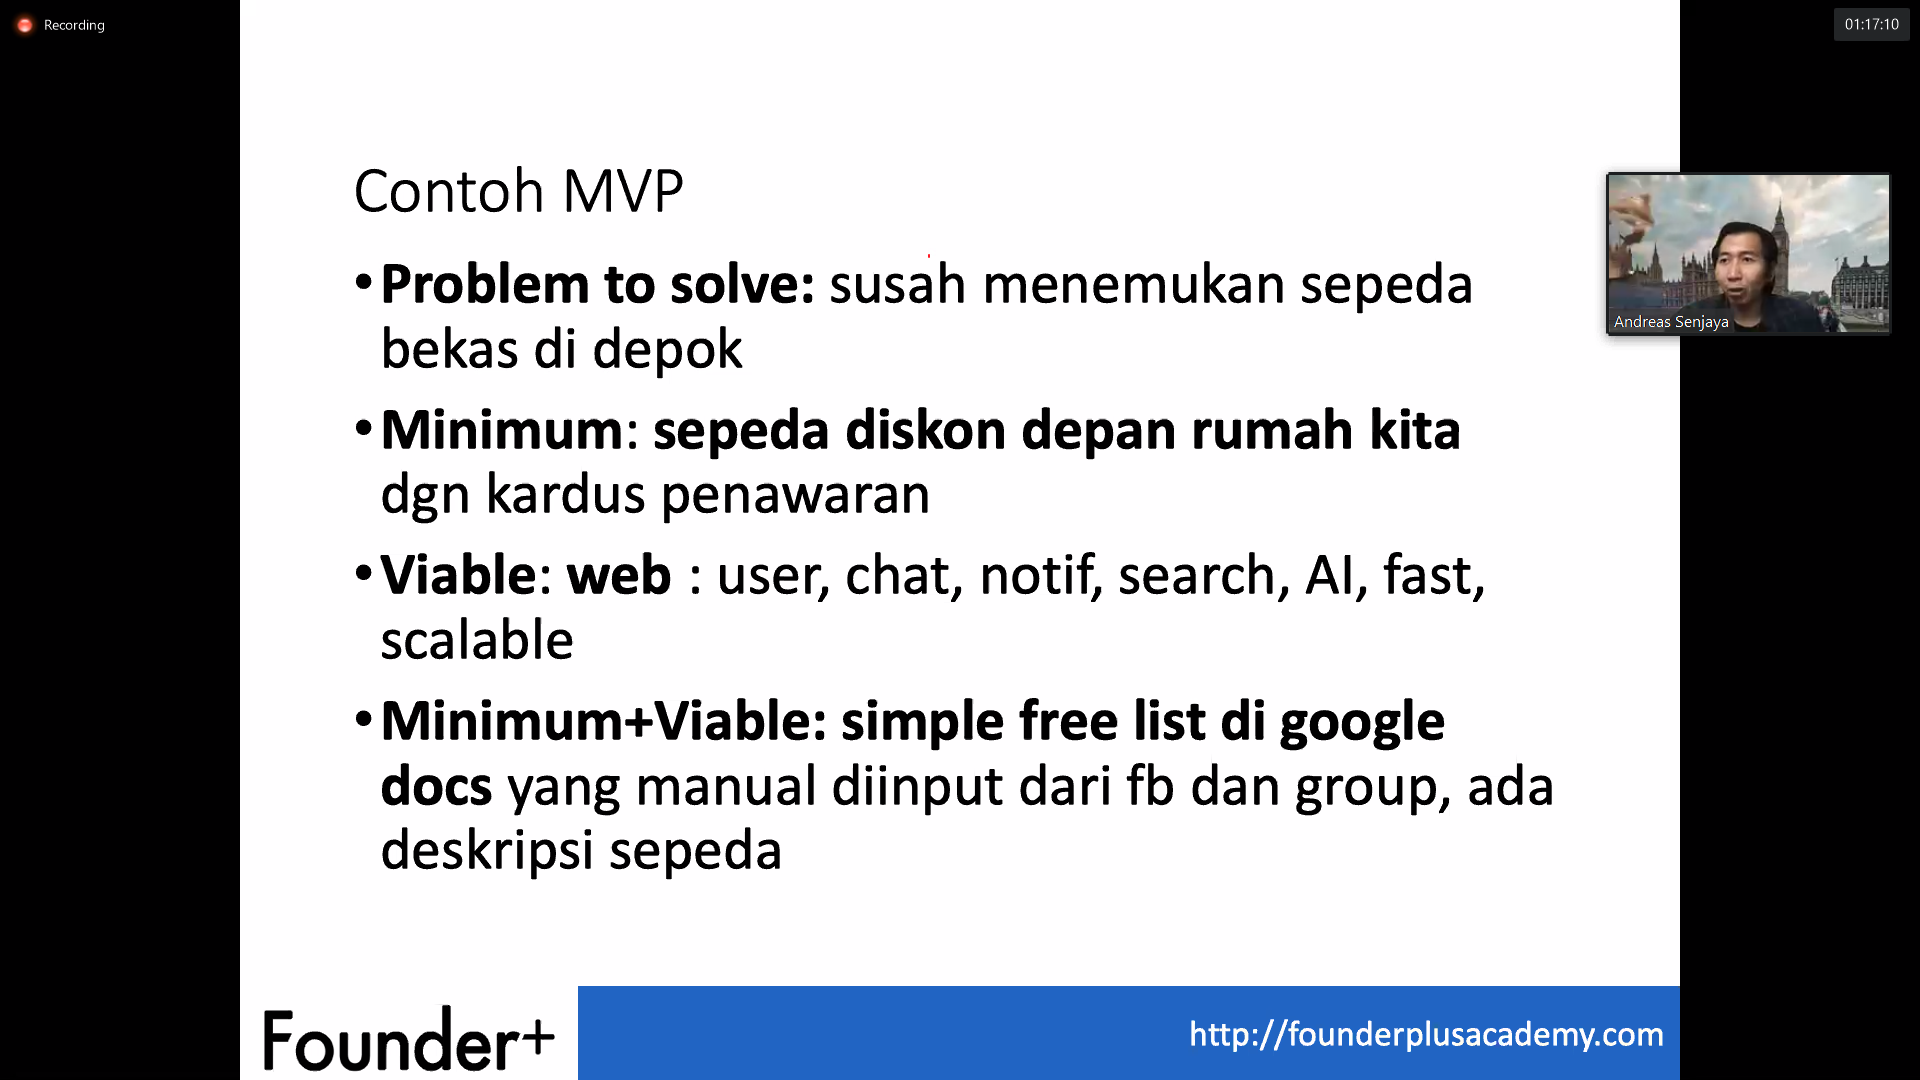 Recording
01:17:10
Contoh MVP
•Problem to solve: susah menemukan sepeda
bekas di depok
•Minimum: sepeda diskon depan rumah kita
dgn kardus penawaran
•Viable: web : user, chat, notif, search, AI, fast,
scalable
•Minimum+Viable: simple free list di google
docs yang manual diinput dari fb dan group, ada
deskripsi sepeda
Andreas Senjaya
Founder+
http://founderplusacademy.com